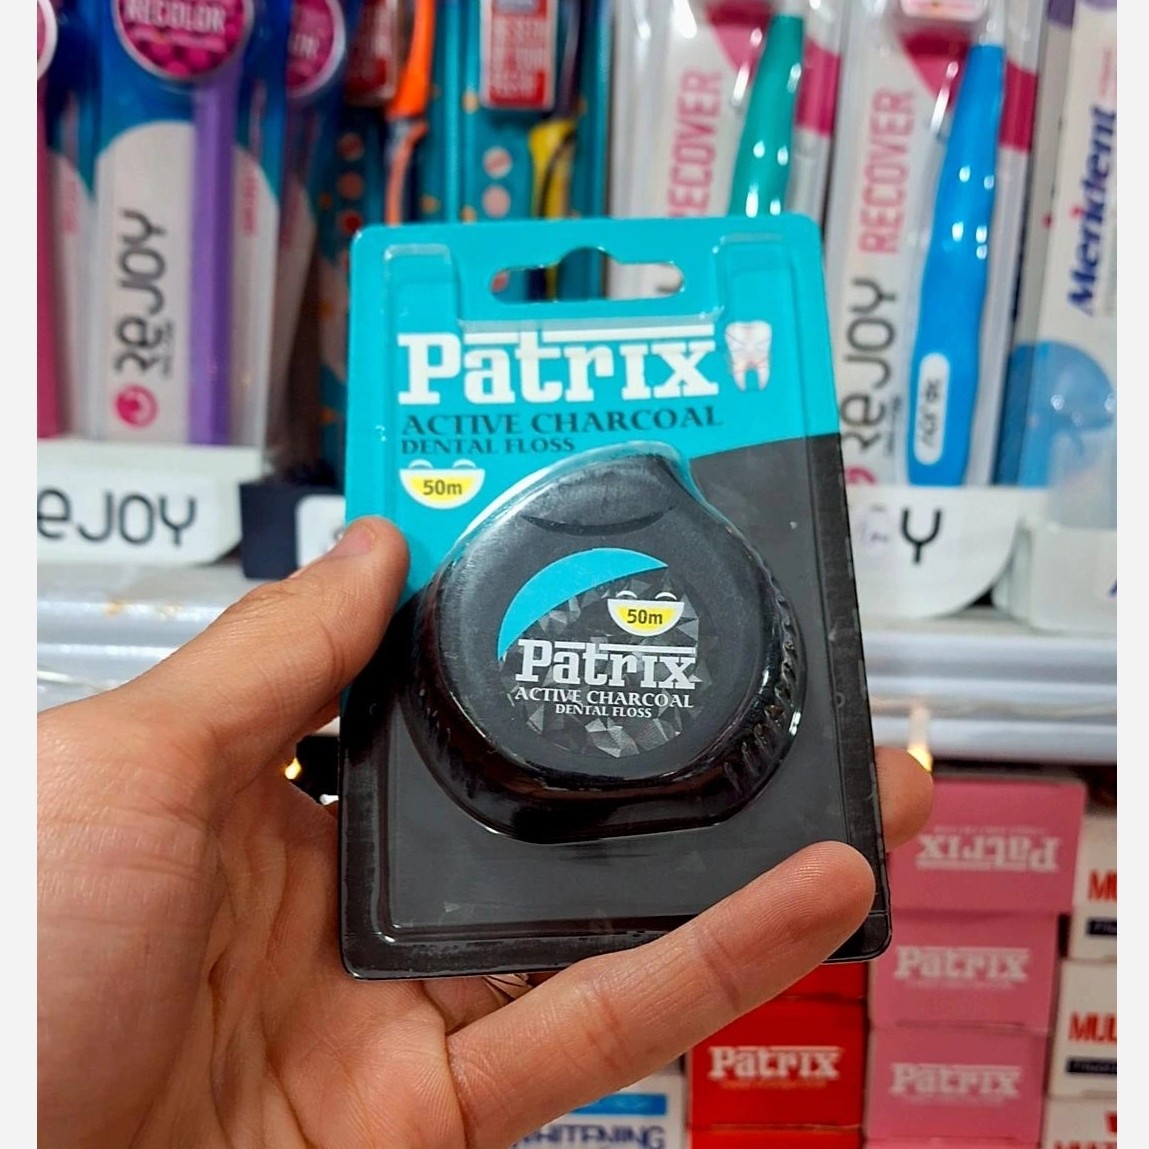 RECOLOR
ReJOY
RECOVER
RECOVER
ReJOY
Merident
Patrix
ACTIVE CHARCOAL
DENTAL FLOSS
50m
eJOY
Y
50m
Patrix
ACTIVE CHARCOAL
DENTAL FLOSS
Patrix
Patrix
Patrix
Patrix
MUL
WHITENING